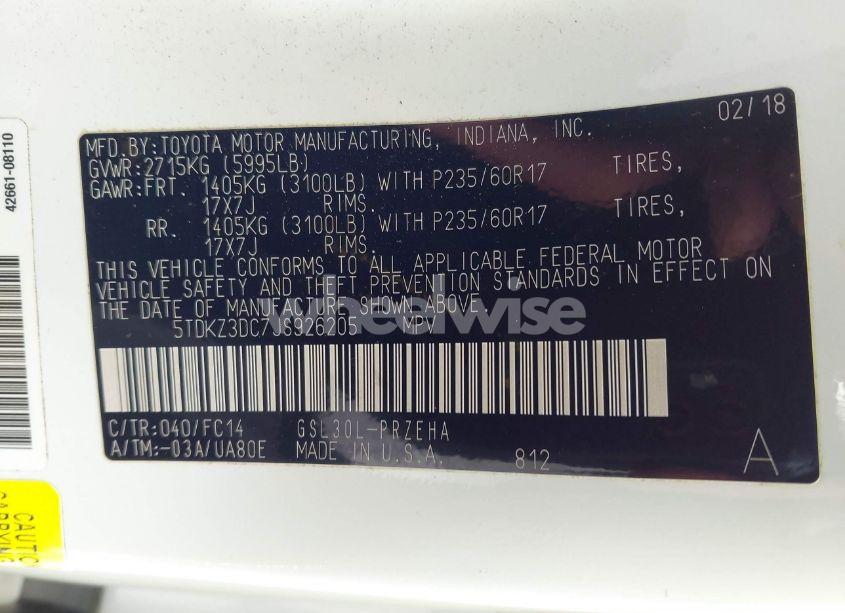 02/18
MFD.BY:TOYOTA MOTOR MANUFACTURING, INDIANA, INC.
GVWR:2715KG (5995LB)
GAWR:FRT. 1405KG (3100LB) WITH P235/60R17 TIRES,
17X7J RIMS.
RR. 1405KG (3100LB) WITH P235/60R17 TIRES,
17X7J RIMS.
THIS VEHICLE CONFORMS TO ALL APPLICABLE FEDERAL MOTOR
VEHICLE SAFETY AND THEFT PREVENTION STANDARDS IN EFFECT ON
THE DATE OF MANUFACTURE SHOWN ABOVE.
5TDKZ3DC7JS926205 MPV
C/TR:040/FC14 GSL30L-PRZEHA
A/TM:-03A/UA80E MADE IN U.S.A. 812
A
42661-08110
wheelwise